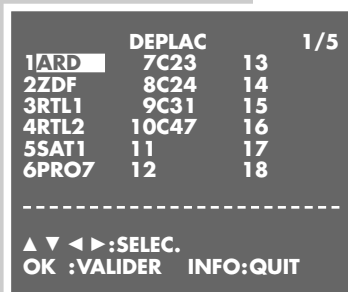 DEPLAC 1/5
1ARD 7C23 13
2ZDF 8C24 14
3RTL1 9C31 15
4RTL2 10C47 16
5SAT1 11 17
6PRO7 12 18
▲ ▼ ◄ ►:SELEC.
OK :VALIDER INFO:QUIT